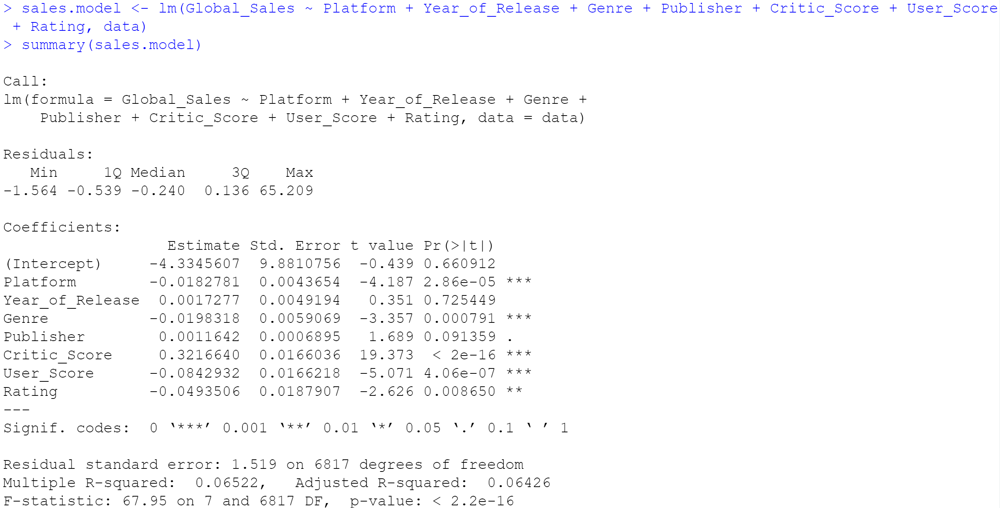 > sales.model <- lm(Global_Sales ~ Platform + Year_of_Release + Genre + Publisher + Critic_Score + User_Score
 + Rating, data)
> summary(sales.model)

Call:
lm(formula = Global_Sales ~ Platform + Year_of_Release + Genre +
    Publisher + Critic_Score + User_Score + Rating, data = data)

Residuals:
   Min     1Q Median     3Q    Max
-1.564 -0.539 -0.240  0.136 65.209

Coefficients:
                  Estimate Std. Error t value Pr(>|t|)
(Intercept)     -4.3345607  9.8810756  -0.439 0.660912
Platform        -0.0182781  0.0043654  -4.187 2.86e-05 ***
Year_of_Release  0.0017277  0.0049194   0.351 0.725449
Genre           -0.0198318  0.0059069  -3.357 0.000791 ***
Publisher        0.0011642  0.0006895   1.689 0.091359 .
Critic_Score     0.3216640  0.0166036  19.373  < 2e-16 ***
User_Score      -0.0842932  0.0166218  -5.071 4.06e-07 ***
Rating          -0.0493506  0.0187907  -2.626 0.008650 **
---
Signif. codes:  0 ‘***’ 0.001 ‘**’ 0.01 ‘*’ 0.05 ‘.’ 0.1 ‘ ’ 1

Residual standard error: 1.519 on 6817 degrees of freedom
Multiple R-squared:  0.06522,   Adjusted R-squared:  0.06426
F-statistic: 67.95 on 7 and 6817 DF,  p-value: < 2.2e-16